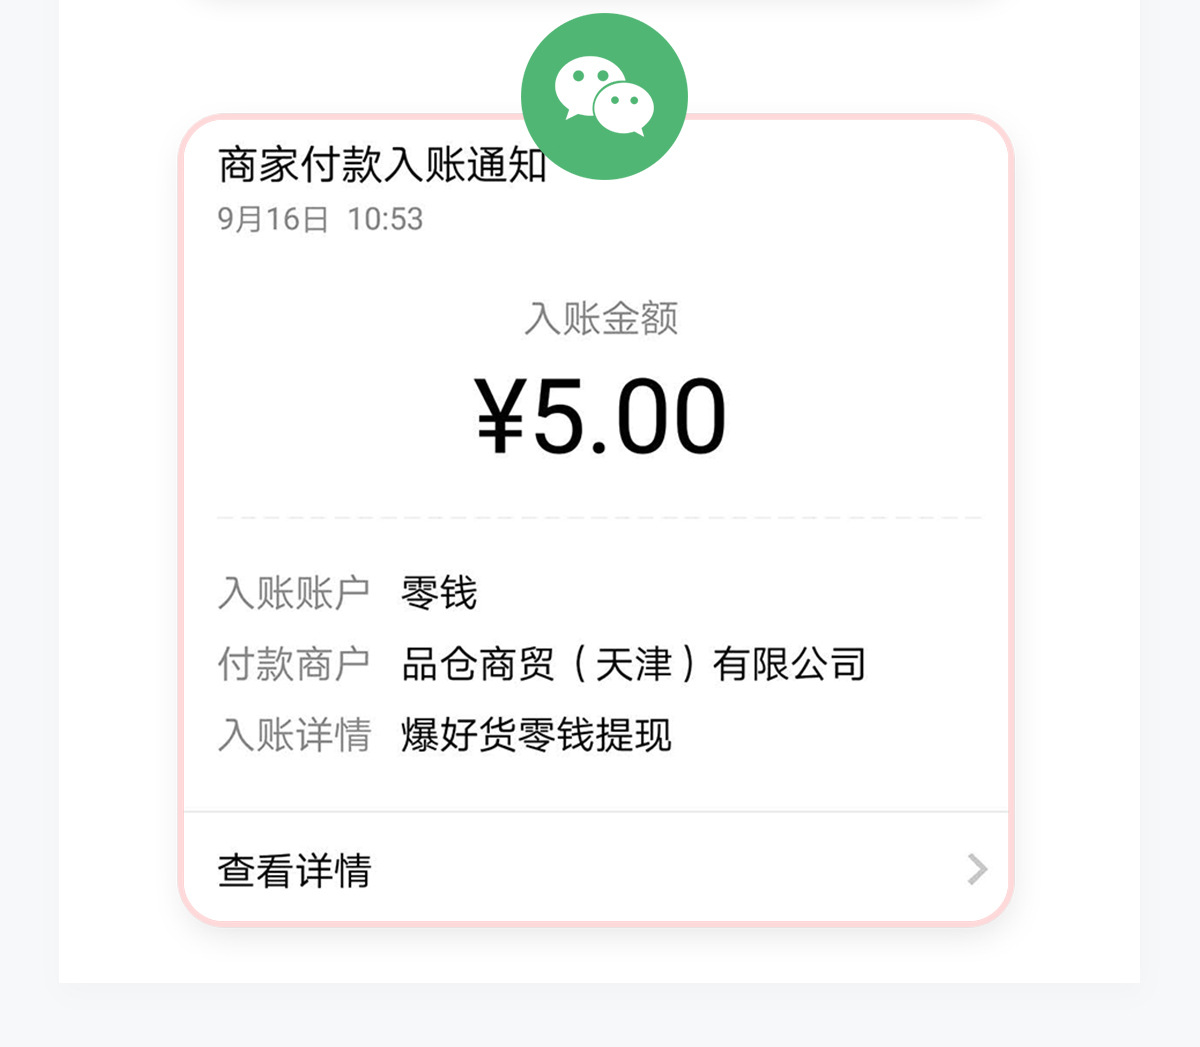 商家付款入账通知
9月16日 10:53
入账金额
¥5.00
入账账户 零钱
付款商户 品仓商贸（天津）有限公司
入账详情 爆好货零钱提现
查看详情